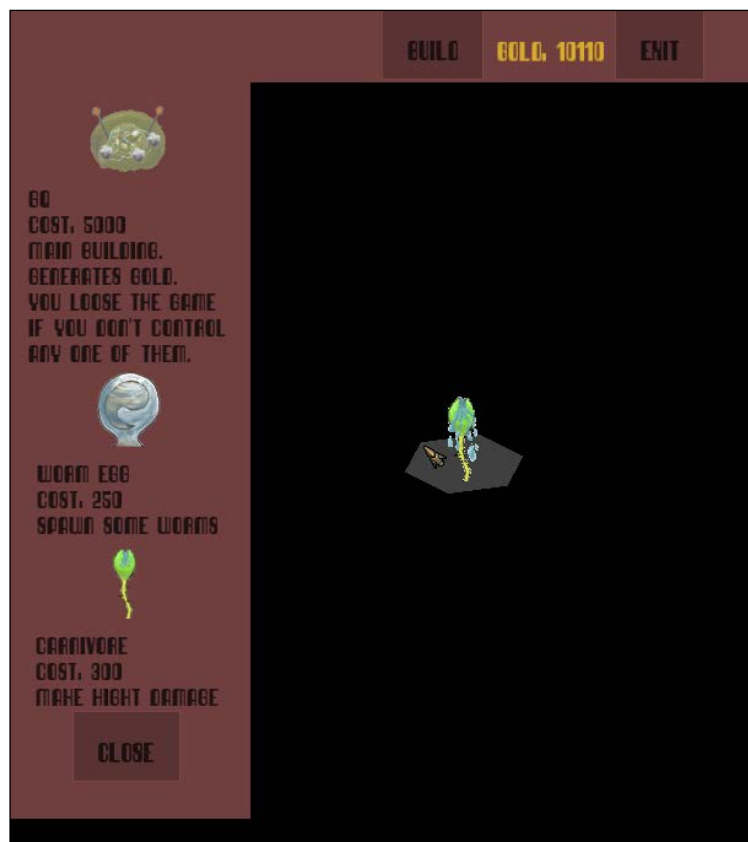 BUILD GOLD: 10110 EXIT
GQ
COST: 5000
MAIN BUILDING.
GENERATES GOLD.
YOU LOOSE THE GAME
IF YOU DON'T CONTROL
ANY ONE OF THEM.
WORM EGG
COST: 250
SPAWN SOME WORMS
CARNIVORE
COST: 300
MAKE HIGHT DAMAGE
CLOSE